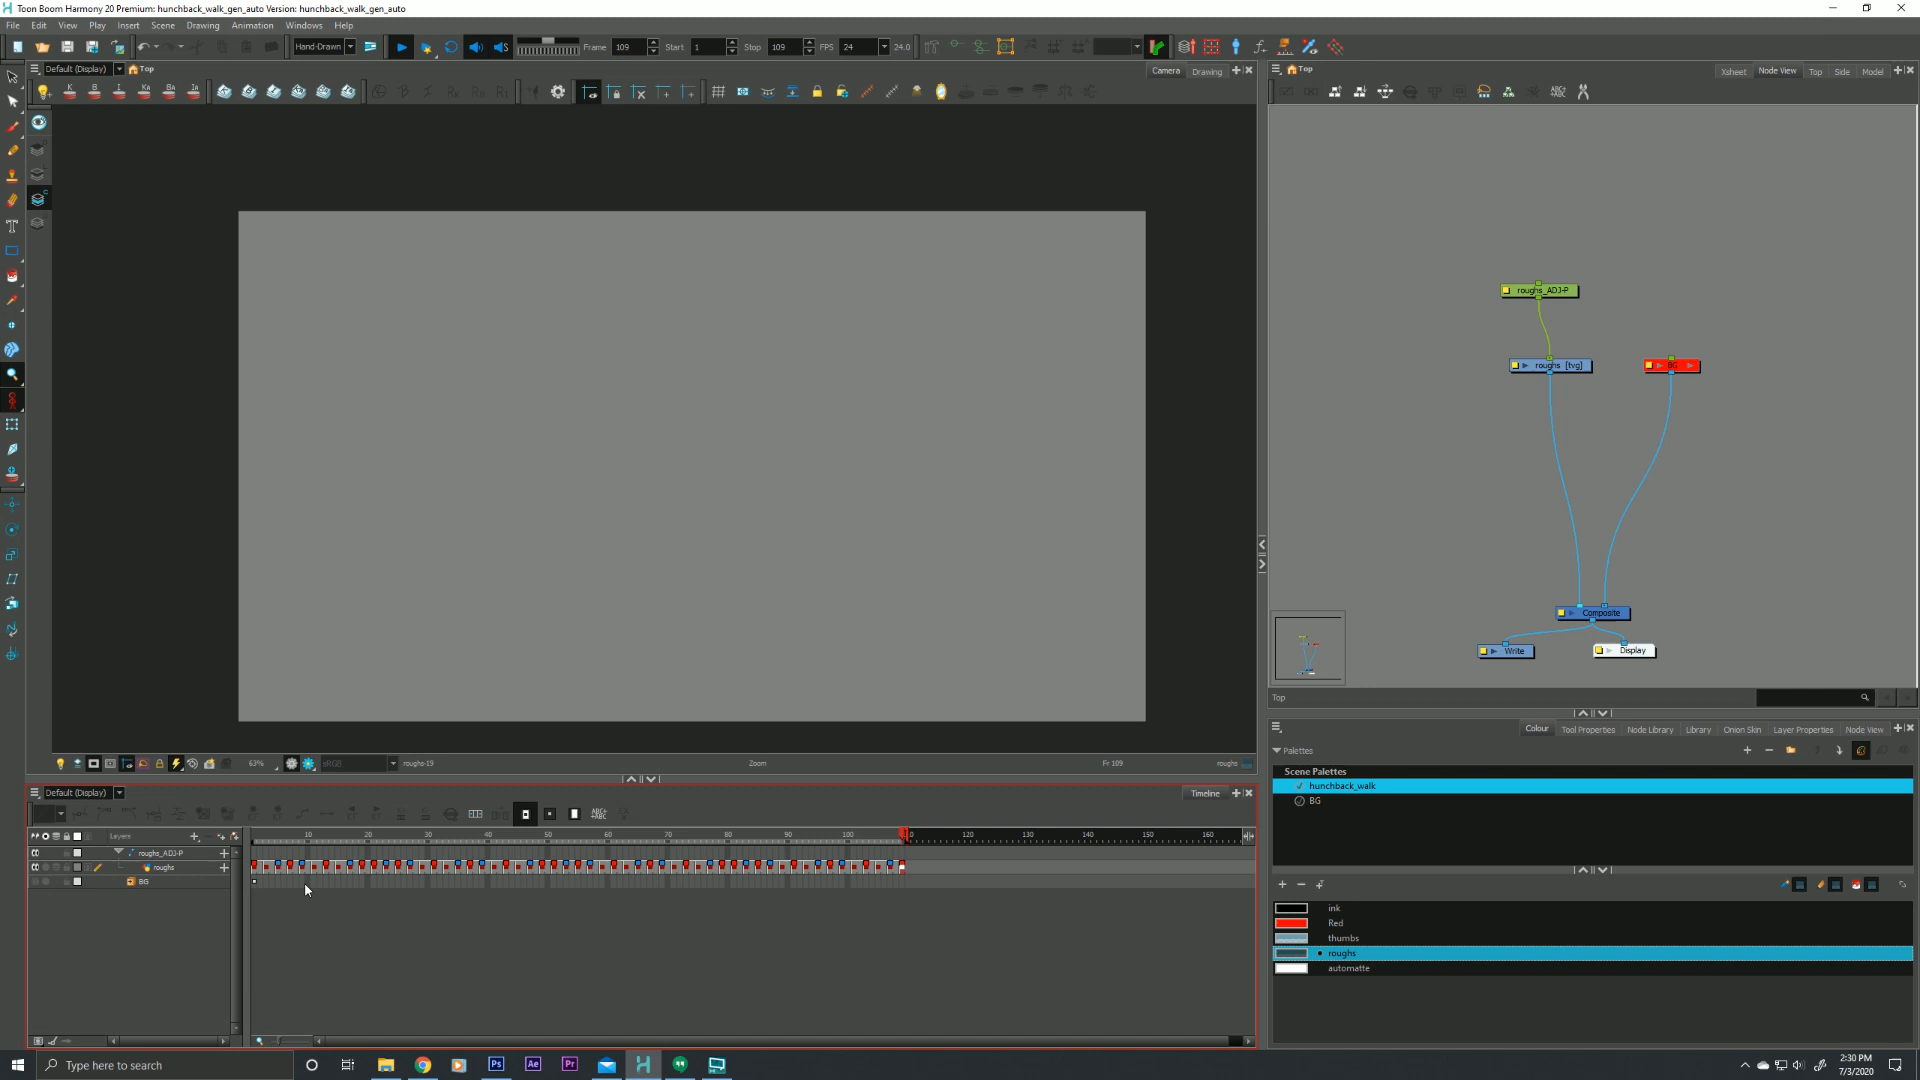 Toon Boom Harmony 20 Premium: hunchback_walk_gen_auto Version: hunchback_walk_gen_auto
File Edit View Play Insert Scene Drawing Animation Windows Help
Hand-Drawn Frame 109 Start 1 Stop 109 FPS 24 24.0
Default (Display) Top Camera Drawing
Top Xsheet Node View Top Side Model
roughs_ADJ-P
roughs [tvg]
BG
Composite
Write
Display
Top
63% sRGB roughs-19 Zoom Fr 109 roughs
Default (Display) Timeline
Layers
10 20 30 40 50 60 70 80 90 100 120 130 140 150 160
roughs_ADJ-P
roughs
BG
Colour Tool Properties Node Library Library Onion Skin Layer Properties Node View
Palettes
Scene Palettes
hunchback_walk
BG
ink
Red
thumbs
roughs
automatte
Type here to search
Ps Ae Pr
2:30 PM
7/3/2020